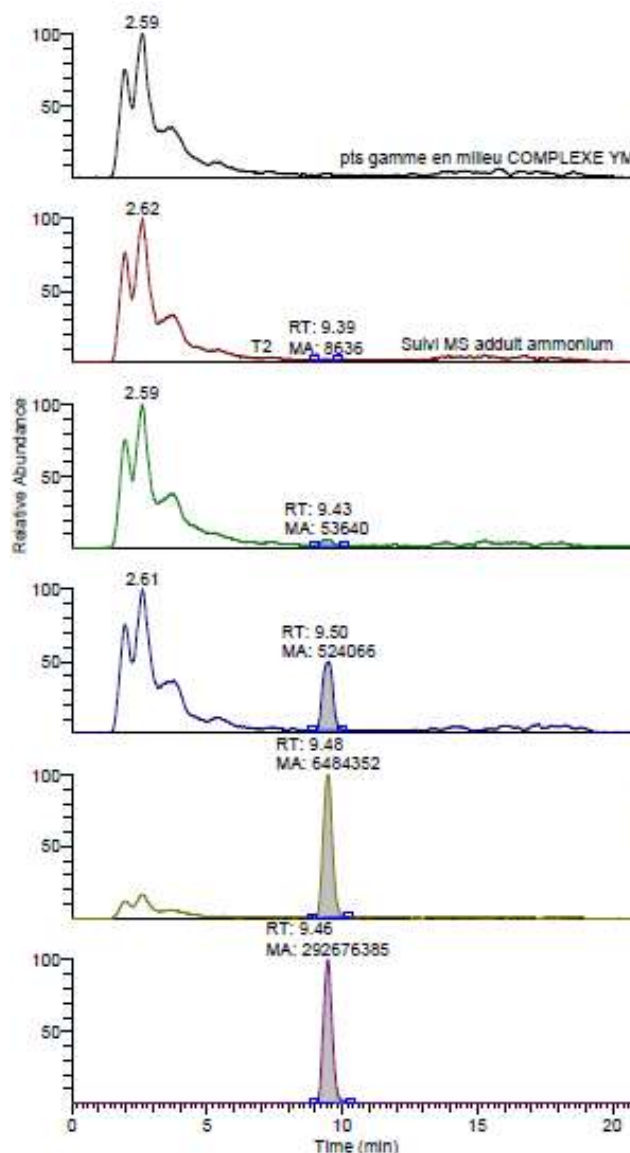 2.59
100
50
pts gamme en milieu COMPLEXE YM
2.62
100
50
RT: 9.39
T2 MA: 8636 Suivi MS adduit ammonium
2.59
100
50
RT: 9.43
MA: 53640
Relative Abundance
2.61
100
50
RT: 9.50
MA: 524066
RT: 9.48
MA: 6484352
100
50
RT: 9.46
MA: 292676385
100
50
0 5 10 15 20
Time (min)